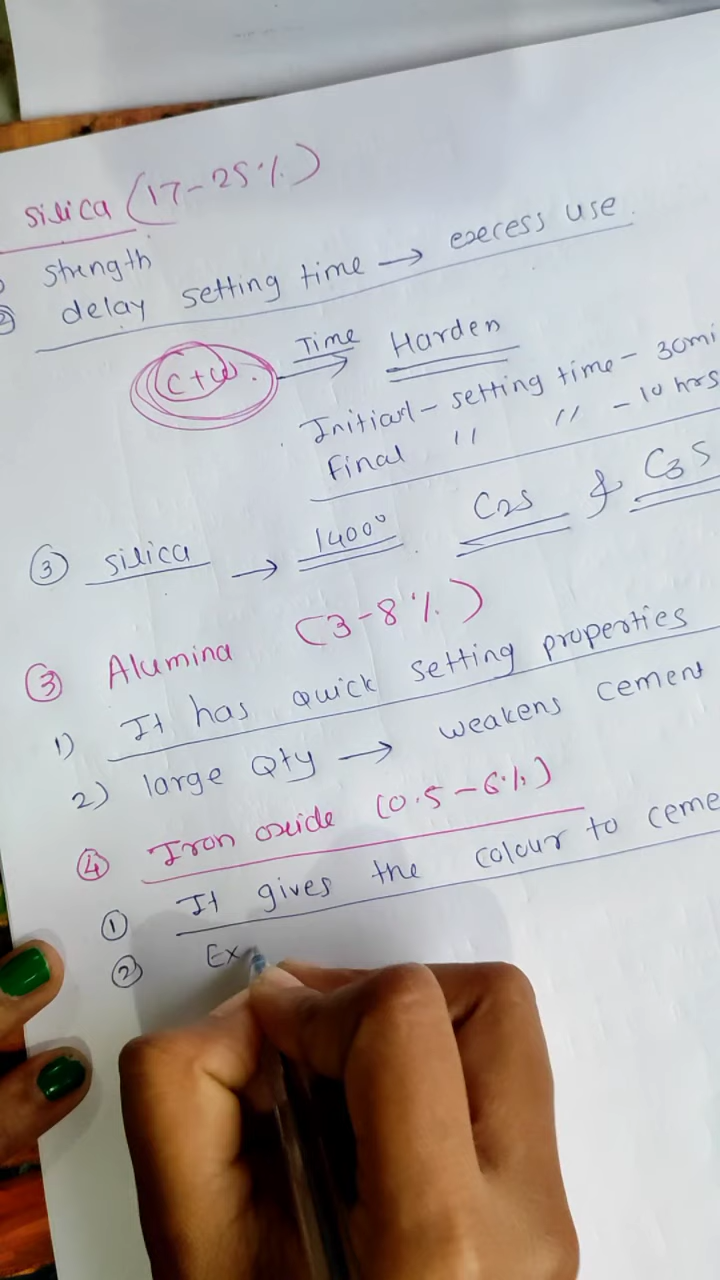 silica (17-25%)
strength
② delay setting time → execess use.
C+W. Time Harden
Initial - setting time - 30mi
Final // // - 10 hrs
③ silica → 1400° C2S & C3S
③ Alumina (3-8%)
1) It has quick setting properties
2) large Qty → weakens cement
④ Iron oxide (0.5-6%)
① It gives the colour to ceme
② Ex